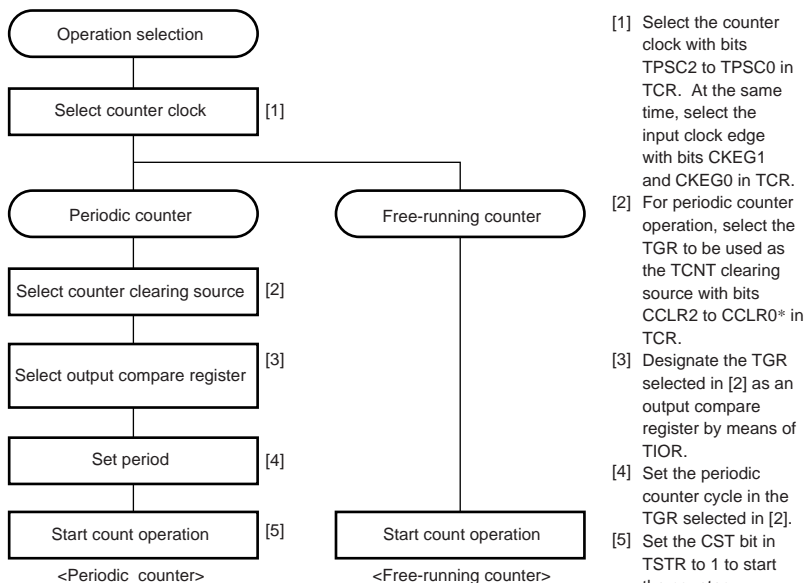 Operation selection
Select counter clock
[1]
Periodic counter
Free-running counter
Select counter clearing source
[2]
Select output compare register
[3]
Set period
[4]
Start count operation
[5]
Start count operation
<Periodic counter>
<Free-running counter>
[1] Select the counter
clock with bits
TPSC2 to TPSC0 in
TCR. At the same
time, select the
input clock edge
with bits CKEG1
and CKEG0 in TCR.
[2] For periodic counter
operation, select the
TGR to be used as
the TCNT clearing
source with bits
CCLR2 to CCLR0* in
TCR.
[3] Designate the TGR
selected in [2] as an
output compare
register by means of
TIOR.
[4] Set the periodic
counter cycle in the
TGR selected in [2].
[5] Set the CST bit in
TSTR to 1 to start